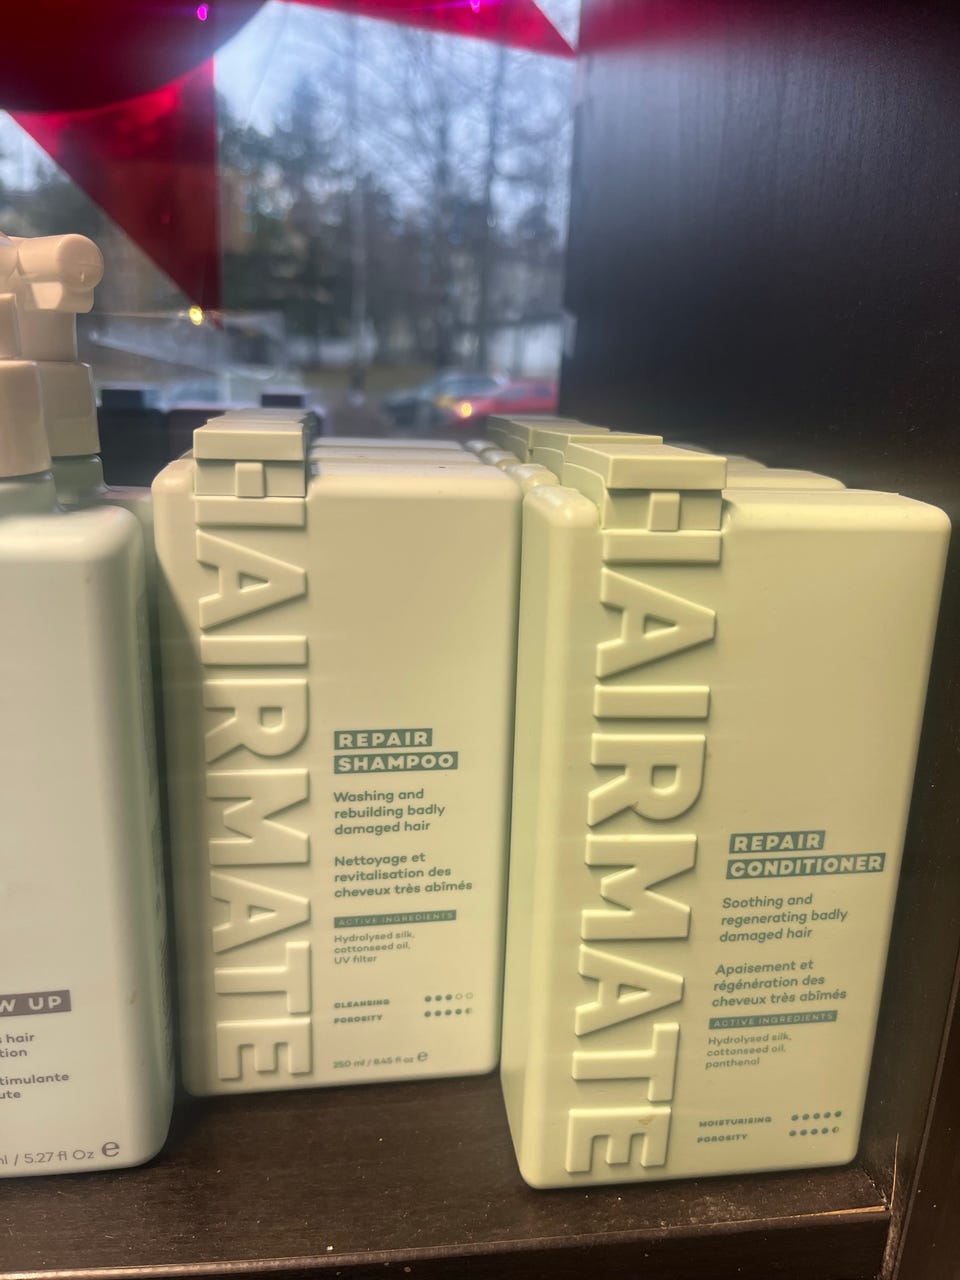 HAIRMATE
REPAIR
SHAMPOO
Washing and
rebuilding badly
damaged hair
Nettoyage et
revitalisation des
cheveux très abîmés
ACTIVE INGREDIENTS
Hydrolysed silk,
cottonseed oil,
UV filter
CLEANSING
POROSITY
250 ml / 8.45 fl oz ℮
HAIRMATE
REPAIR
CONDITIONER
Soothing and
regenerating badly
damaged hair
Apaisement et
régénération des
cheveux très abîmés
ACTIVE INGREDIENTS
Hydrolysed silk,
cottonseed oil,
panthenol
MOISTURISING
POROSITY
W UP
hair
tion
timulante
ute
/ 5.27 fl Oz ℮